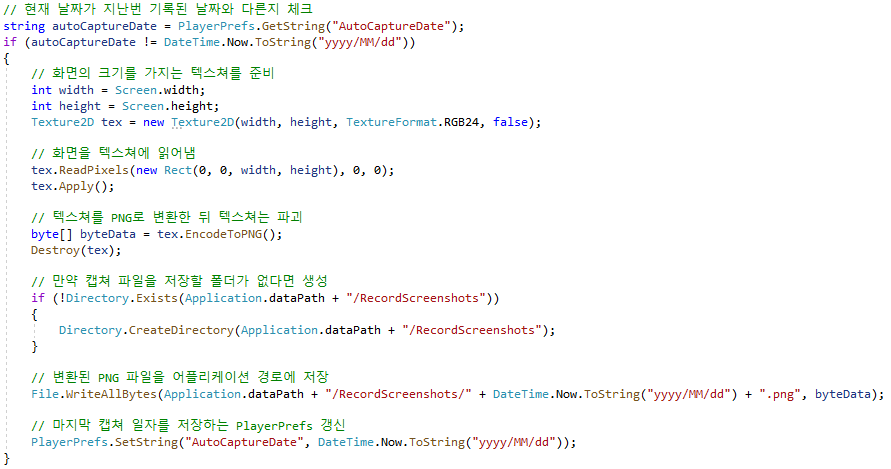 // 현재 날짜가 지난번 기록된 날짜와 다른지 체크
string autoCaptureDate = PlayerPrefs.GetString("AutoCaptureDate");
if (autoCaptureDate != DateTime.Now.ToString("yyyy/MM/dd"))
{
    // 화면의 크기를 가지는 텍스쳐를 준비
    int width = Screen.width;
    int height = Screen.height;
    Texture2D tex = new Texture2D(width, height, TextureFormat.RGB24, false);

    // 화면을 텍스쳐에 읽어냄
    tex.ReadPixels(new Rect(0, 0, width, height), 0, 0);
    tex.Apply();

    // 텍스쳐를 PNG로 변환한 뒤 텍스쳐는 파괴
    byte[] byteData = tex.EncodeToPNG();
    Destroy(tex);

    // 만약 캡쳐 파일을 저장할 폴더가 없다면 생성
    if (!Directory.Exists(Application.dataPath + "/RecordScreenshots"))
    {
        Directory.CreateDirectory(Application.dataPath + "/RecordScreenshots");
    }

    // 변환된 PNG 파일을 어플리케이션 경로에 저장
    File.WriteAllBytes(Application.dataPath + "/RecordScreenshots/" + DateTime.Now.ToString("yyyy/MM/dd") + ".png", byteData);

    // 마지막 캡쳐 일자를 저장하는 PlayerPrefs 갱신
    PlayerPrefs.SetString("AutoCaptureDate", DateTime.Now.ToString("yyyy/MM/dd"));
}